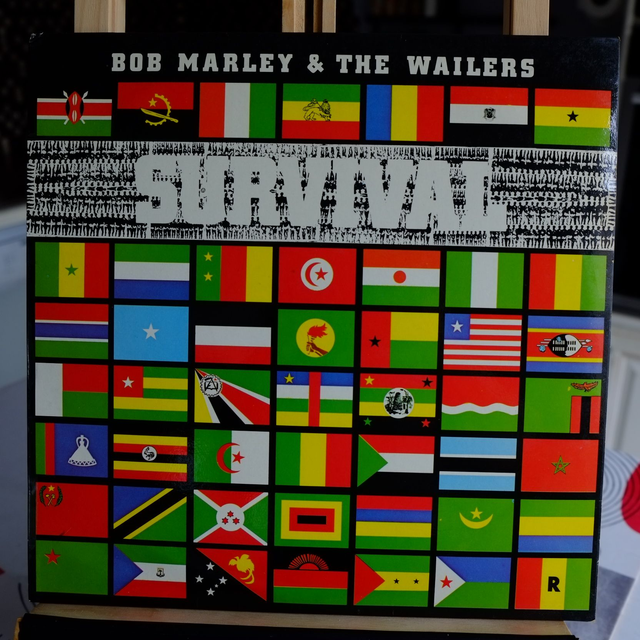 BOB MARLEY & THE WAILERS
SURVIVAL
R